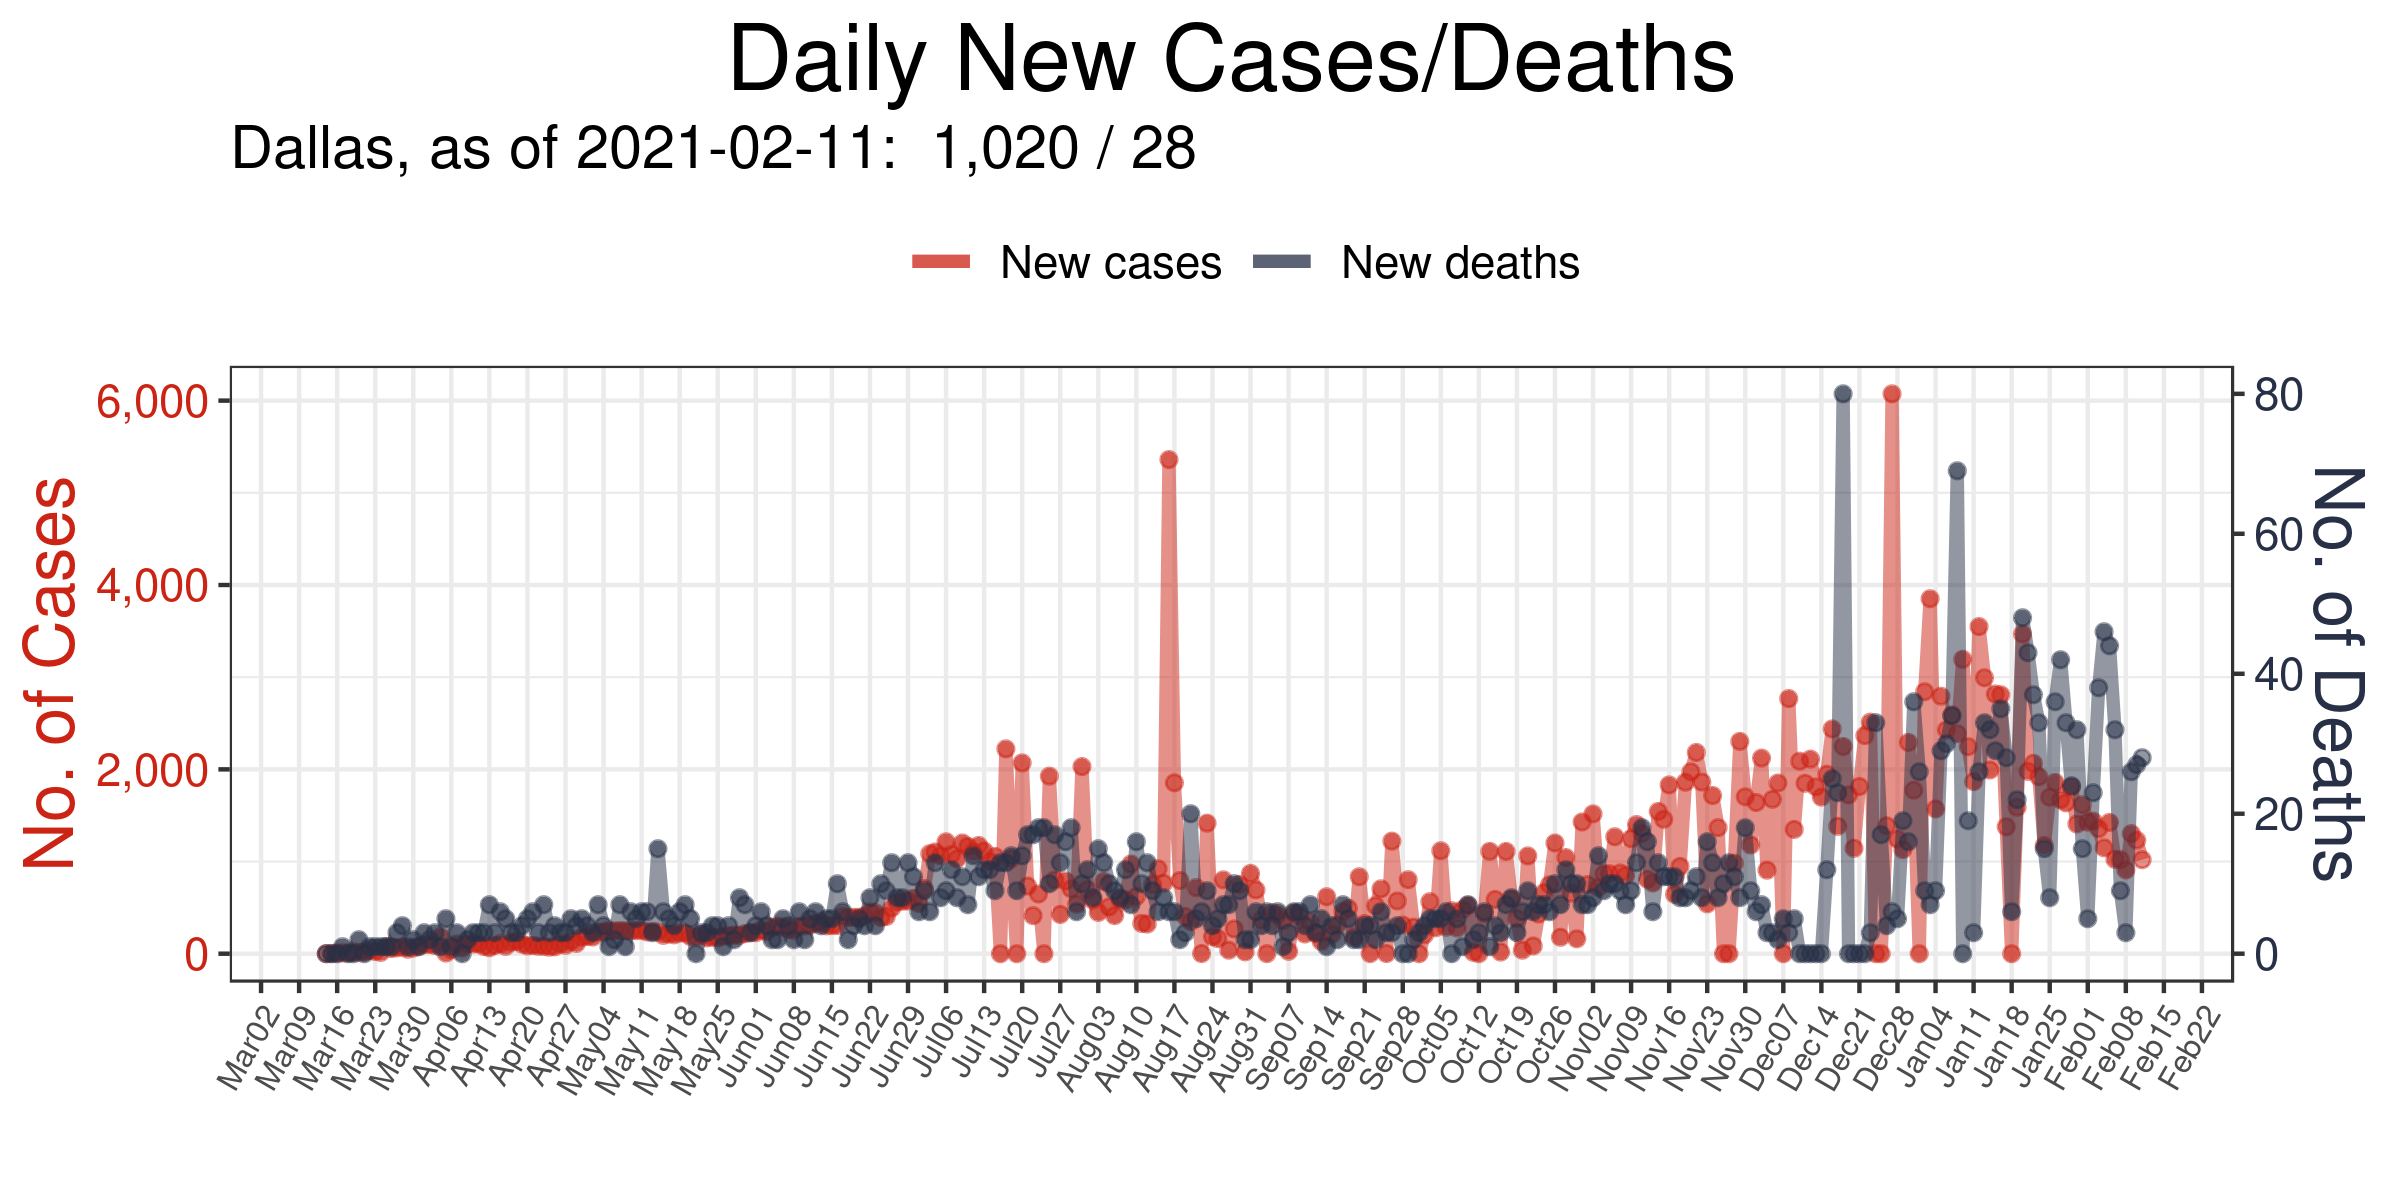 Daily New Cases/Deaths
Dallas, as of 2021-02-11:  1,020 / 28
New cases New deaths
No. of Cases
6,000
4,000
2,000
0
80
60
40
20
0
No. of Deaths
Mar02 Mar09 Mar16 Mar23 Mar30 Apr06 Apr13 Apr20 Apr27 May04 May11 May18 May25 Jun01 Jun08 Jun15 Jun22 Jun29 Jul06 Jul13 Jul20 Jul27 Aug03 Aug10 Aug17 Aug24 Aug31 Sep07 Sep14 Sep21 Sep28 Oct05 Oct12 Oct19 Oct26 Nov02 Nov09 Nov16 Nov23 Nov30 Dec07 Dec14 Dec21 Dec28 Jan04 Jan11 Jan18 Jan25 Feb01 Feb08 Feb15 Feb22